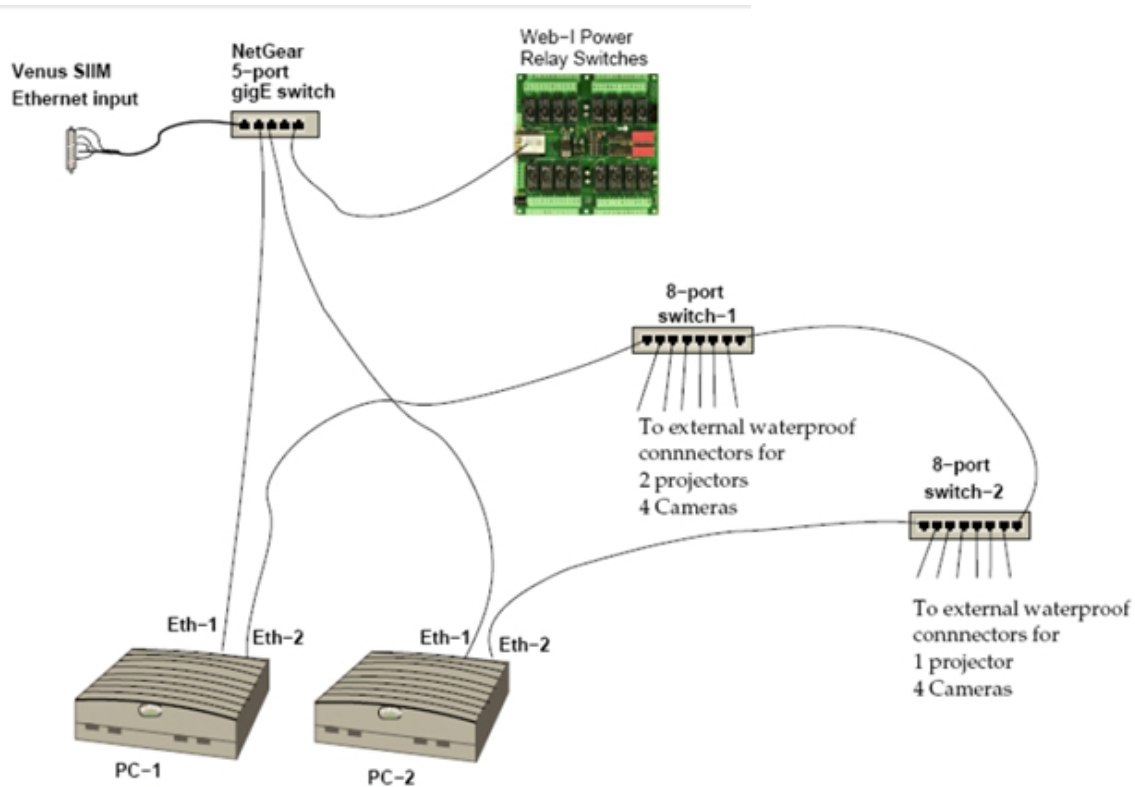 Venus SIIM
Ethernet input
NetGear
5-port
gigE switch
Web-I Power
Relay Switches
8-port
switch-1
To external waterproof
connnectors for
2 projectors
4 Cameras
8-port
switch-2
To external waterproof
connnectors for
1 projector
4 Cameras
Eth-1
Eth-2
Eth-1
Eth-2
PC-1
PC-2